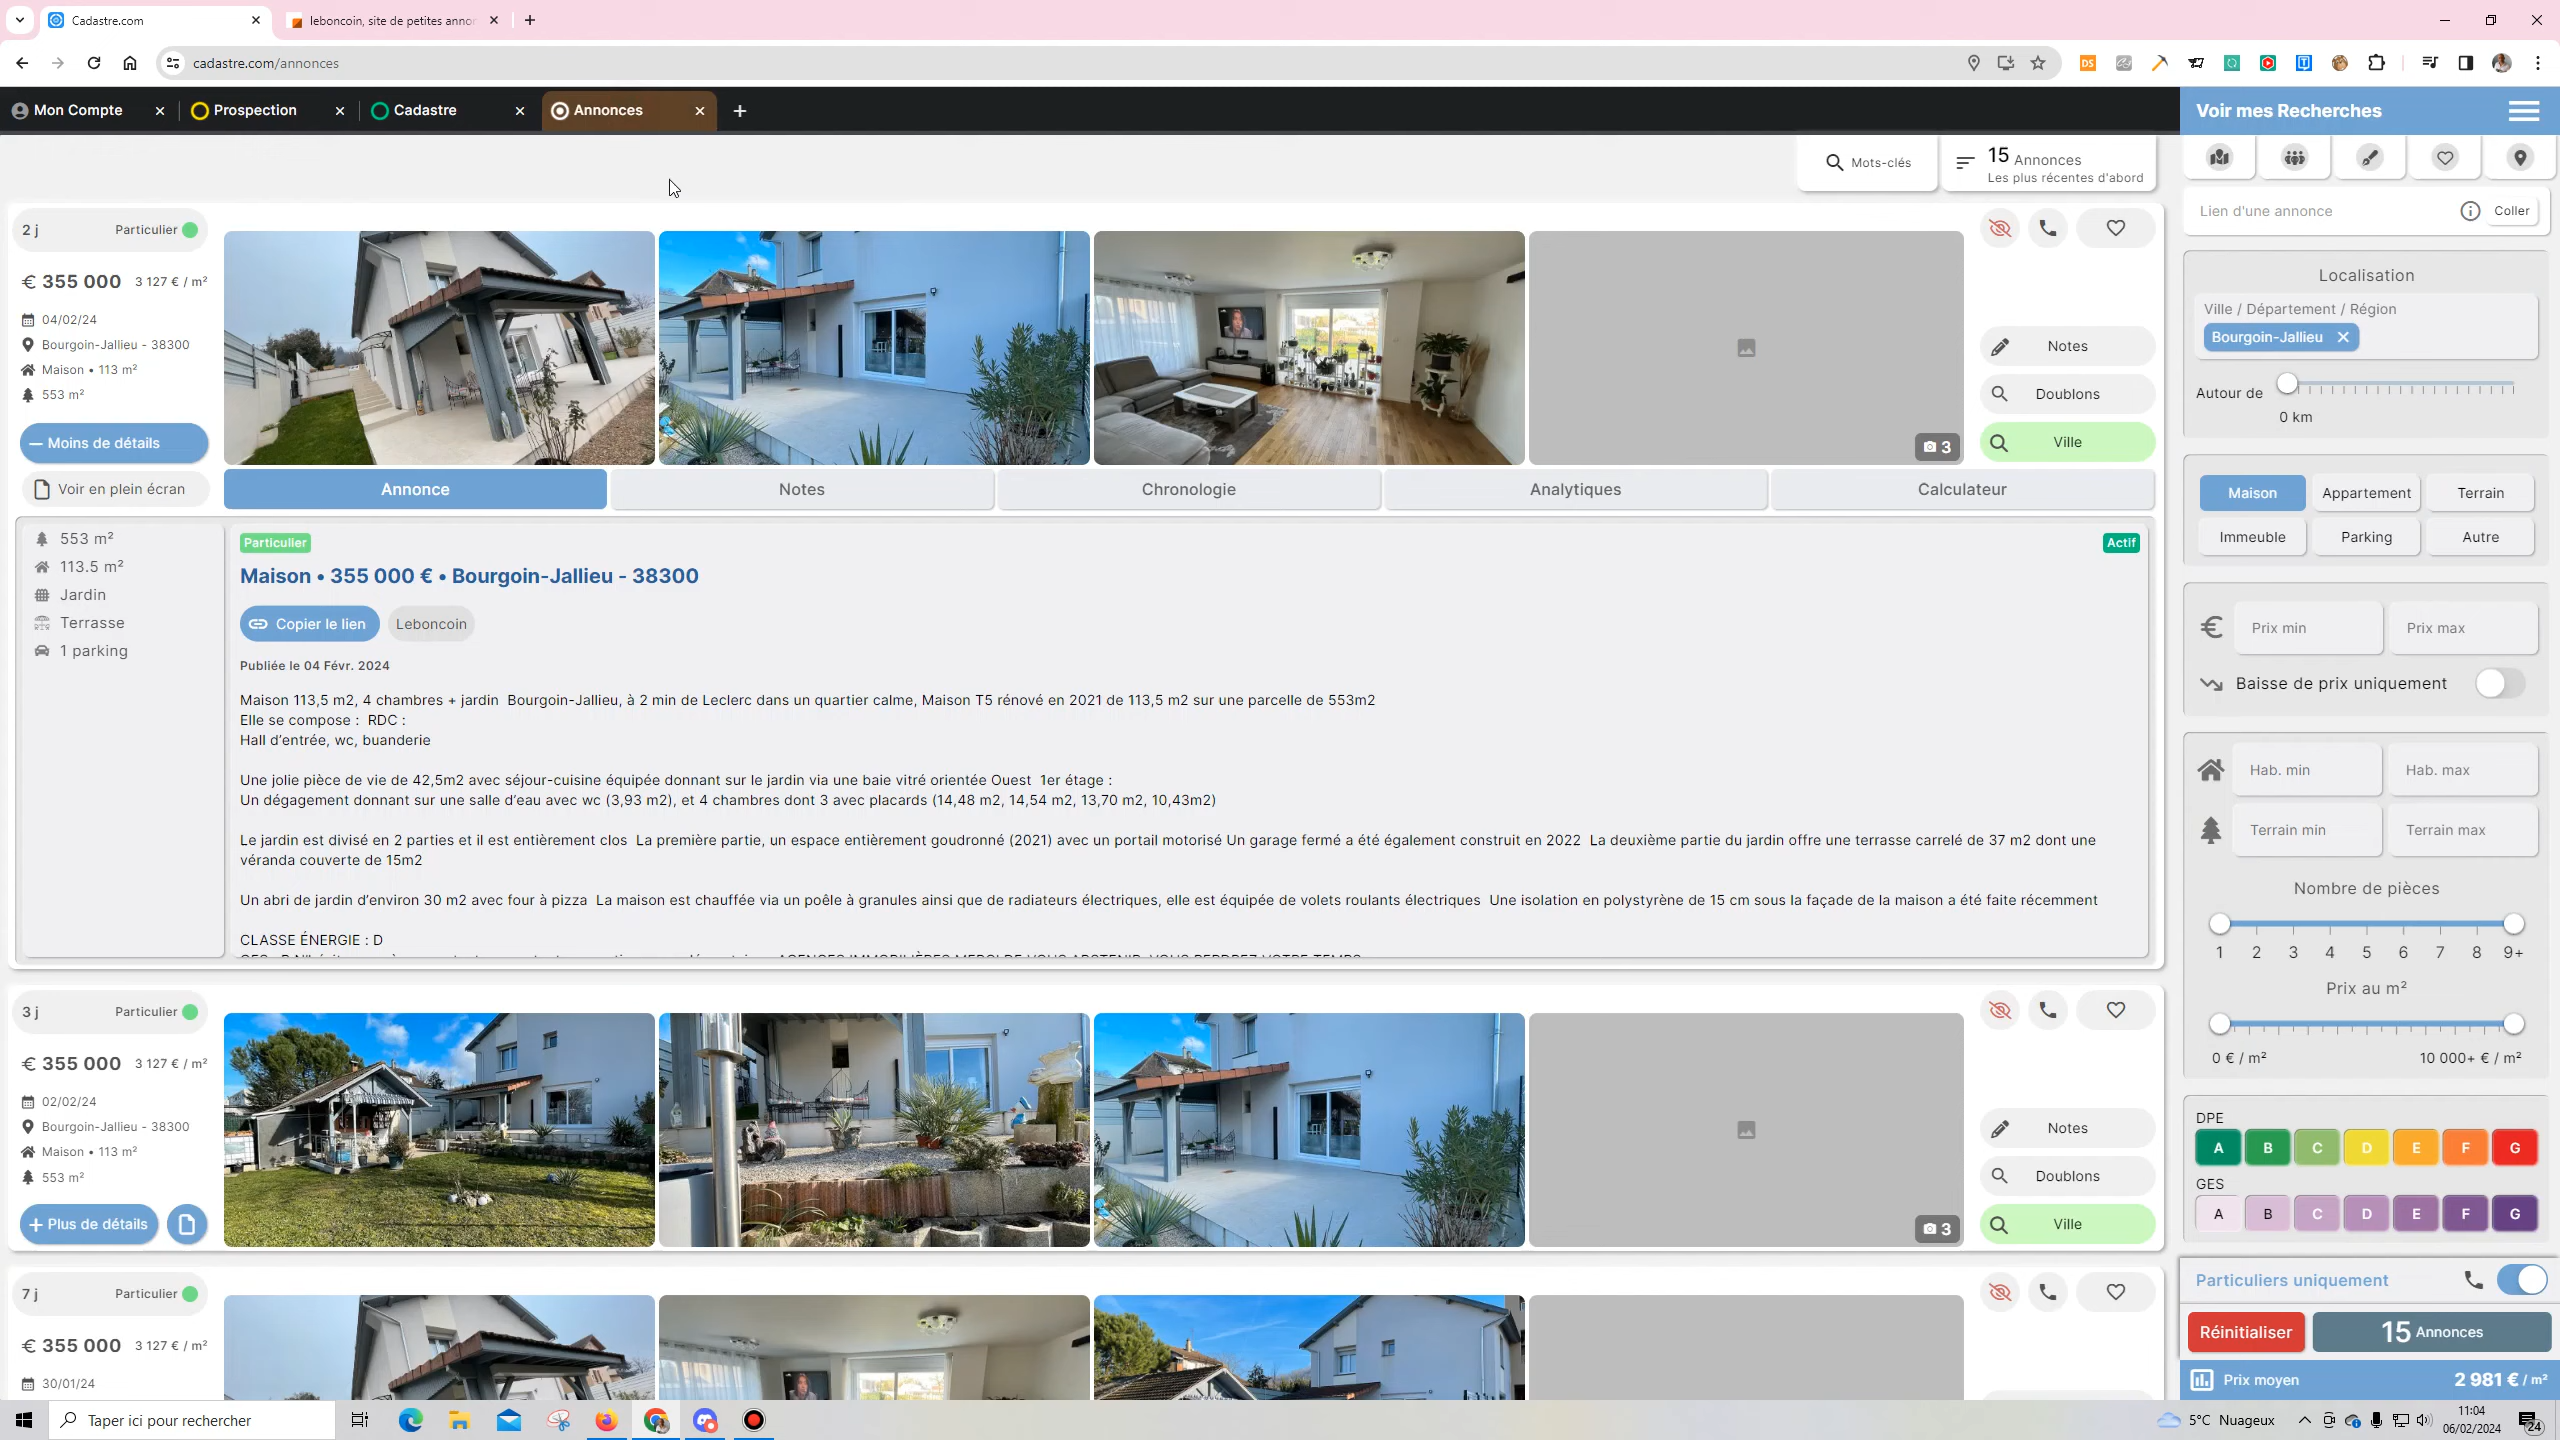 Cadastre.com
leboncoin, site de petites anno
cadastre.com/annonces
Mon Compte
Prospection
Cadastre
Annonces
Voir mes Recherches
Mots-clés
15 Annonces
Les plus récentes d'abord
Lien d'une annonce
Coller
2 j
Particulier
€ 355 000
3 127 € / m²
04/02/24
Bourgoin-Jallieu - 38300
Maison • 113 m²
553 m²
Moins de détails
Voir en plein écran
3
Notes
Doublons
Ville
Annonce
Notes
Chronologie
Analytiques
Calculateur
553 m²
113.5 m²
Jardin
Terrasse
1 parking
Particulier
Actif
Maison • 355 000 € • Bourgoin-Jallieu - 38300
Copier le lien
Leboncoin
Publiée le 04 Févr. 2024
Maison 113,5 m2, 4 chambres + jardin  Bourgoin-Jallieu, à 2 min de Leclerc dans un quartier calme, Maison T5 rénové en 2021 de 113,5 m2 sur une parcelle de 553m2
Elle se compose :  RDC :
Hall d'entrée, wc, buanderie
Une jolie pièce de vie de 42,5m2 avec séjour-cuisine équipée donnant sur le jardin via une baie vitré orientée Ouest  1er étage :
Un dégagement donnant sur une salle d'eau avec wc (3,93 m2), et 4 chambres dont 3 avec placards (14,48 m2, 14,54 m2, 13,70 m2, 10,43m2)
Le jardin est divisé en 2 parties et il est entièrement clos  La première partie, un espace entièrement goudronné (2021) avec un portail motorisé Un garage fermé a été également construit en 2022  La deuxième partie du jardin offre une terrasse carrelé de 37 m2 dont une
véranda couverte de 15m2
Un abri de jardin d'environ 30 m2 avec four à pizza  La maison est chauffée via un poêle à granules ainsi que de radiateurs électriques, elle est équipée de volets roulants électriques  Une isolation en polystyrène de 15 cm sous la façade de la maison a été faite récemment
CLASSE ÉNERGIE : D
3 j
Particulier
€ 355 000
3 127 € / m²
02/02/24
Bourgoin-Jallieu - 38300
Maison • 113 m²
553 m²
Plus de détails
3
Notes
Doublons
Ville
7 j
Particulier
€ 355 000
3 127 € / m²
30/01/24
Localisation
Ville / Département / Région
Bourgoin-Jallieu
Autour de
0 km
Maison
Appartement
Terrain
Immeuble
Parking
Autre
Prix min
Prix max
Baisse de prix uniquement
Hab. min
Hab. max
Terrain min
Terrain max
Nombre de pièces
1 2 3 4 5 6 7 8 9+
Prix au m²
0 € / m²
10 000+ € / m²
DPE
A B C D E F G
GES
A B C D E F G
Particuliers uniquement
Réinitialiser
15 Annonces
Prix moyen
2 981 € / m²
Taper ici pour rechercher
5°C Nuageux
11:04
06/02/2024
24